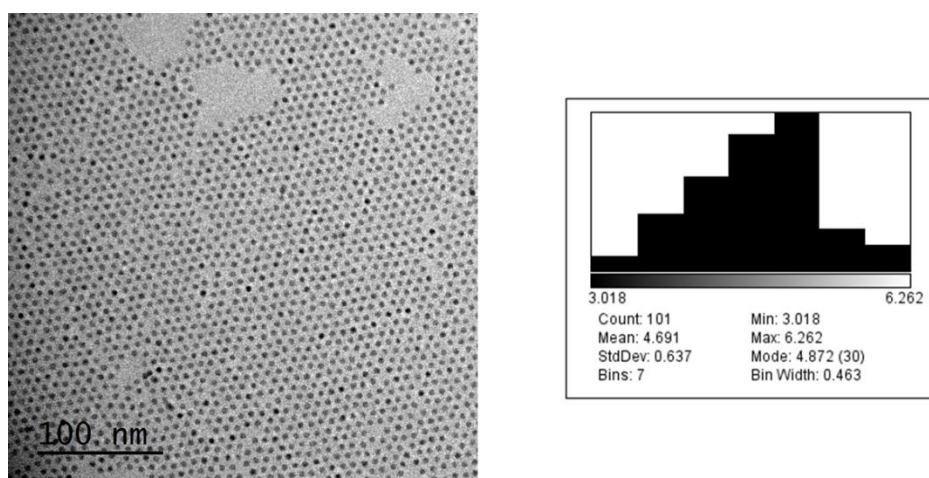 100 nm
3.018 6.262
Count: 101 Min: 3.018
Mean: 4.691 Max: 6.262
StdDev: 0.637 Mode: 4.872 (30)
Bins: 7 Bin Width: 0.463